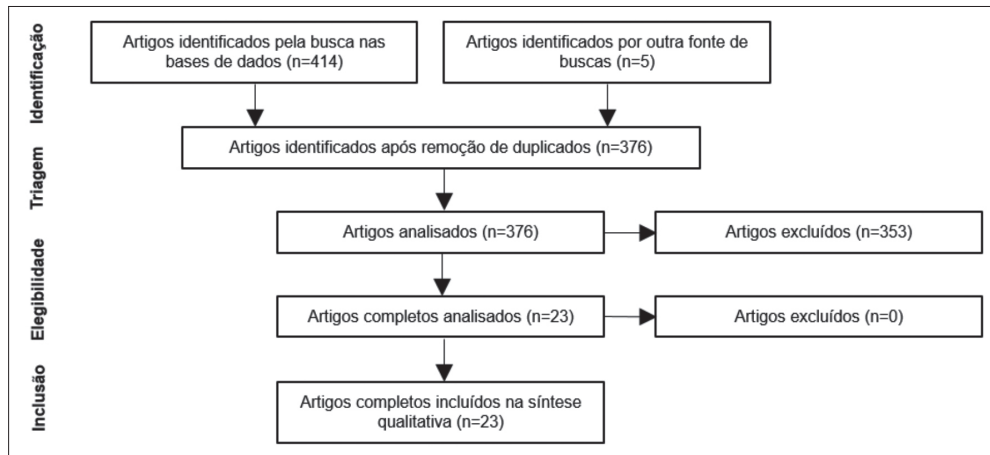 Identificação
Artigos identificados pela busca nas
bases de dados (n=414)
Artigos identificados por outra fonte de
buscas (n=5)
Triagem
Artigos identificados após remoção de duplicados (n=376)
Elegibilidade
Artigos analisados (n=376)
Artigos excluídos (n=353)
Artigos completos analisados (n=23)
Artigos excluídos (n=0)
Inclusão
Artigos completos incluídos na síntese
qualitativa (n=23)